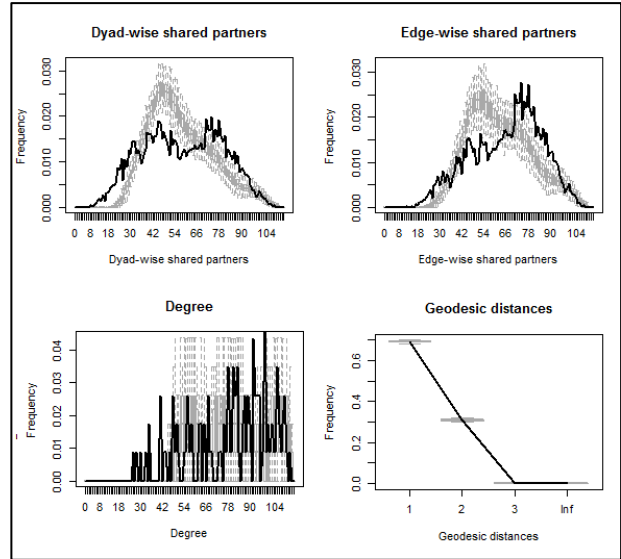 Dyad-wise shared partners
Frequency
0.000 0.010 0.020 0.030
0 8 18 30 42 54 66 78 90 104
Dyad-wise shared partners
Edge-wise shared partners
Frequency
0.000 0.010 0.020 0.030
0 8 18 30 42 54 66 78 90 104
Edge-wise shared partners
Degree
Frequency
0.00 0.01 0.02 0.03 0.04
0 8 18 30 42 54 66 78 90 104
Degree
Geodesic distances
Frequency
0.0 0.2 0.4 0.6
1 2 3 Inf
Geodesic distances